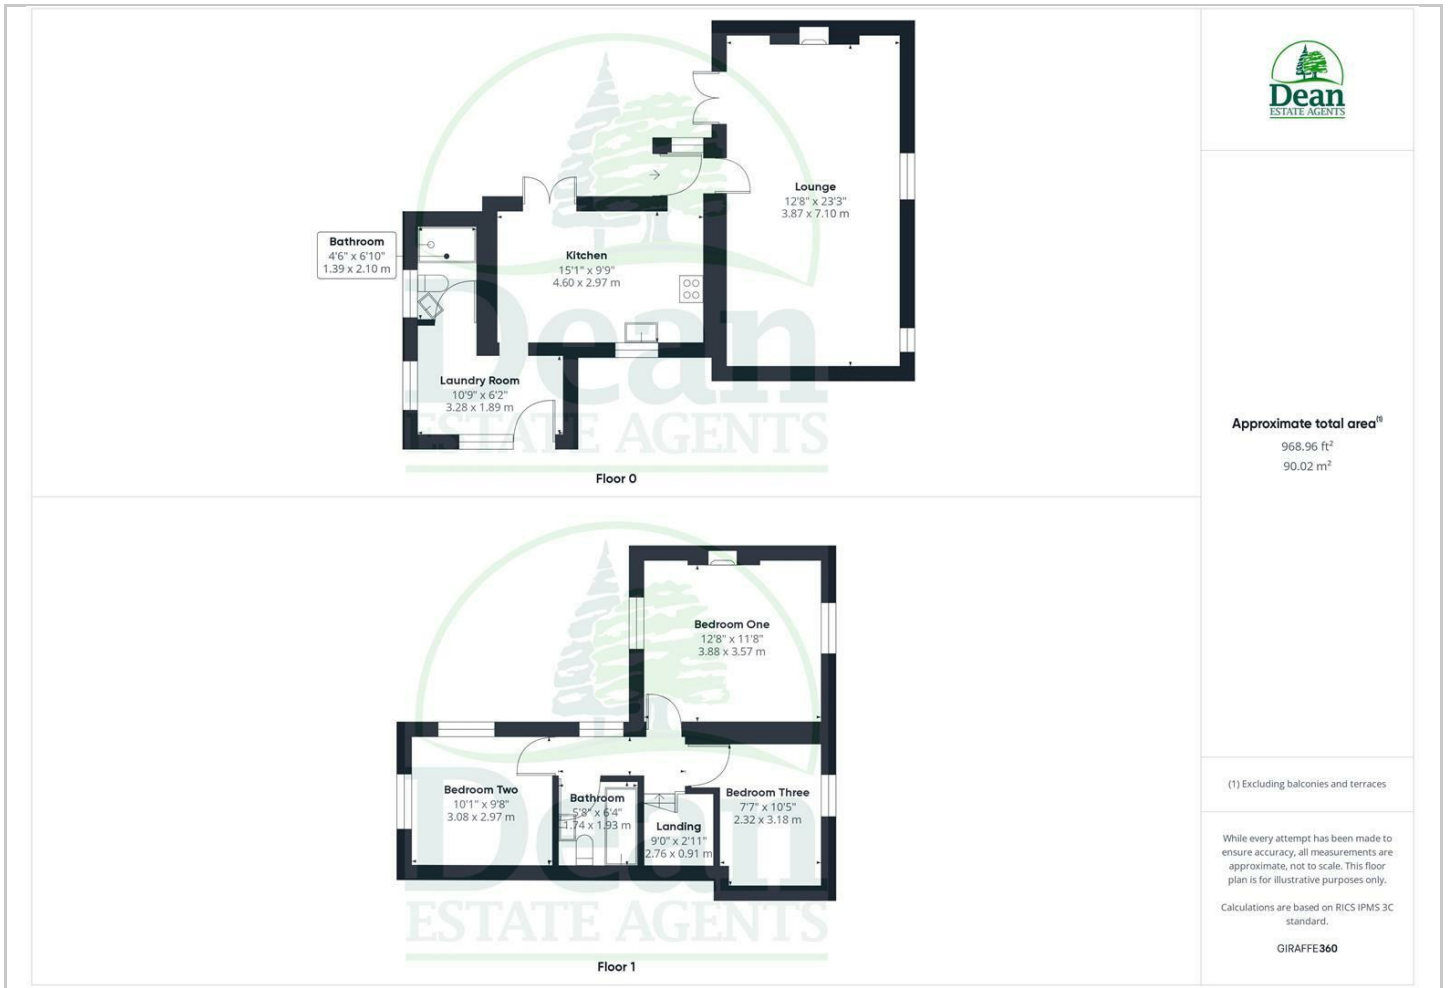 Dean
ESTATE AGENTS
Lounge
12'8" x 23'3"
3.87 x 7.10 m
Bathroom
4'6" x 6'10"
1.39 x 2.10 m
Kitchen
15'1" x 9'9"
4.60 x 2.97 m
Laundry Room
10'9" x 6'2"
3.28 x 1.89 m
Dean
ESTATE AGENTS
Floor 0
Bedroom One
12'8" x 11'8"
3.88 x 3.57 m
Bedroom Two
10'1" x 9'8"
3.08 x 2.97 m
Bathroom
5'8" x 6'4"
1.74 x 1.93 m
Landing
9'0" x 2'11"
2.76 x 0.91 m
Bedroom Three
7'7" x 10'5"
2.32 x 3.18 m
Dean
ESTATE AGENTS
Floor 1
Approximate total area(1)
968.96 ft²
90.02 m²
(1) Excluding balconies and terraces
While every attempt has been made to
ensure accuracy, all measurements are
approximate, not to scale. This floor
plan is for illustrative purposes only.
Calculations are based on RICS IPMS 3C
standard.
GIRAFFE360